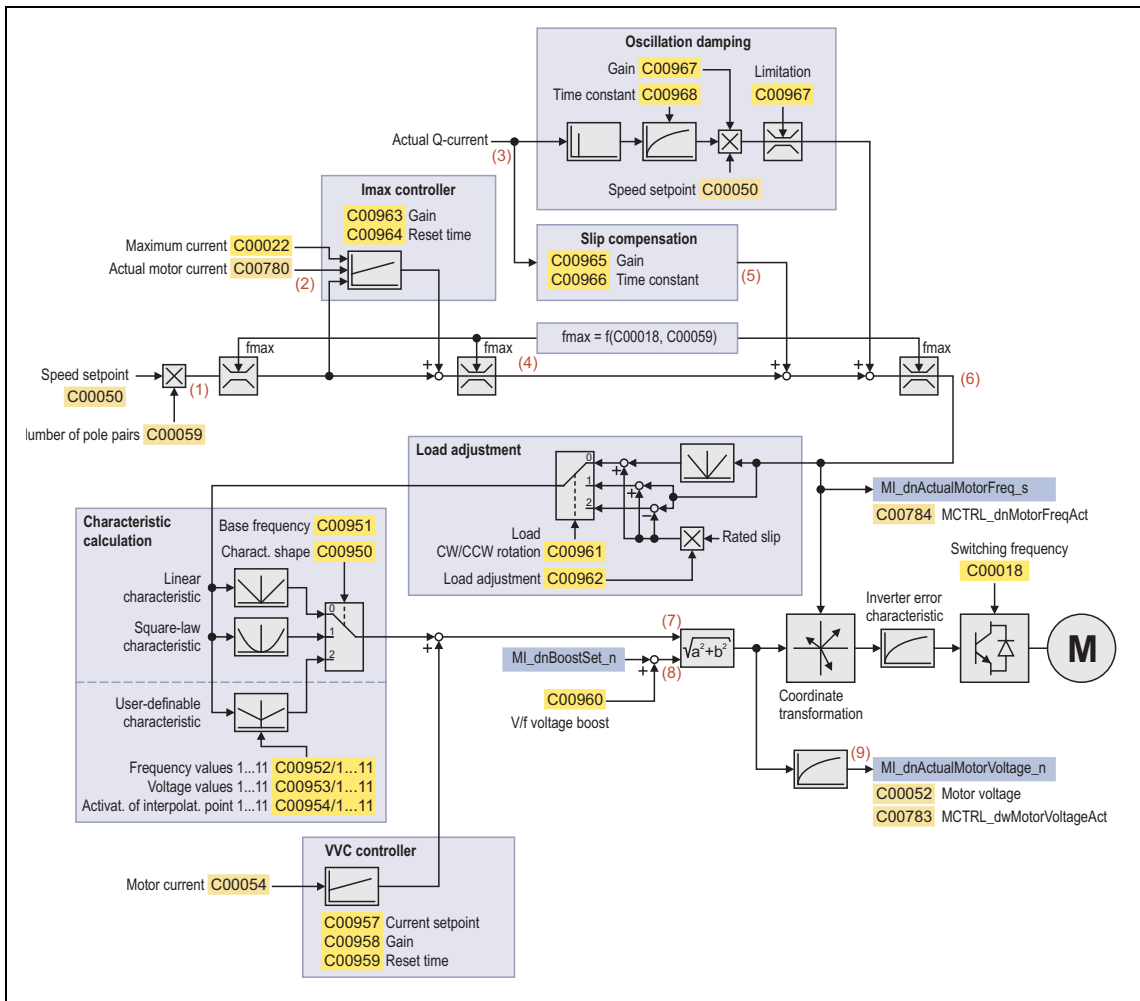 Oscillation damping
Gain C00967
Limitation
Time constant C00968
C00967
Actual Q-current
(3)
Speed setpoint C00050
Imax controller
C00963 Gain
C00964 Reset time
Maximum current C00022
Actual motor current C00780
(2)
Slip compensation
C00965 Gain
C00966 Time constant
(5)
fmax = f(C00018, C00059)
fmax
fmax
fmax
(4)
+
+
+
Speed setpoint
C00050
(1)
(6)
umber of pole pairs C00059
Load adjustment
0
1
2
+
+
–
Load
CW/CCW rotation C00961
Rated slip
Load adjustment C00962
MI_dnActualMotorFreq_s
C00784 MCTRL_dnMotorFreqAct
Switching frequency
C00018
Characteristic
calculation
Base frequency C00951
Charact. shape C00950
Linear
characteristic
0
Square-law
characteristic
1
2
User-definable
characteristic
Frequency values 1...11 C00952/1...11
Voltage values 1...11 C00953/1...11
Activat. of interpolat. point 1...11 C00954/1...11
+
(7)
MI_dnBoostSet_n
+
(8)
√a²+b²
C00960
V/f voltage boost
Inverter error
characteristic
M
Coordinate
transformation
(9)
MI_dnActualMotorVoltage_n
C00052 Motor voltage
C00783 MCTRL_dwMotorVoltageAct
VVC controller
Motor current C00054
C00957 Current setpoint
C00958 Gain
C00959 Reset time